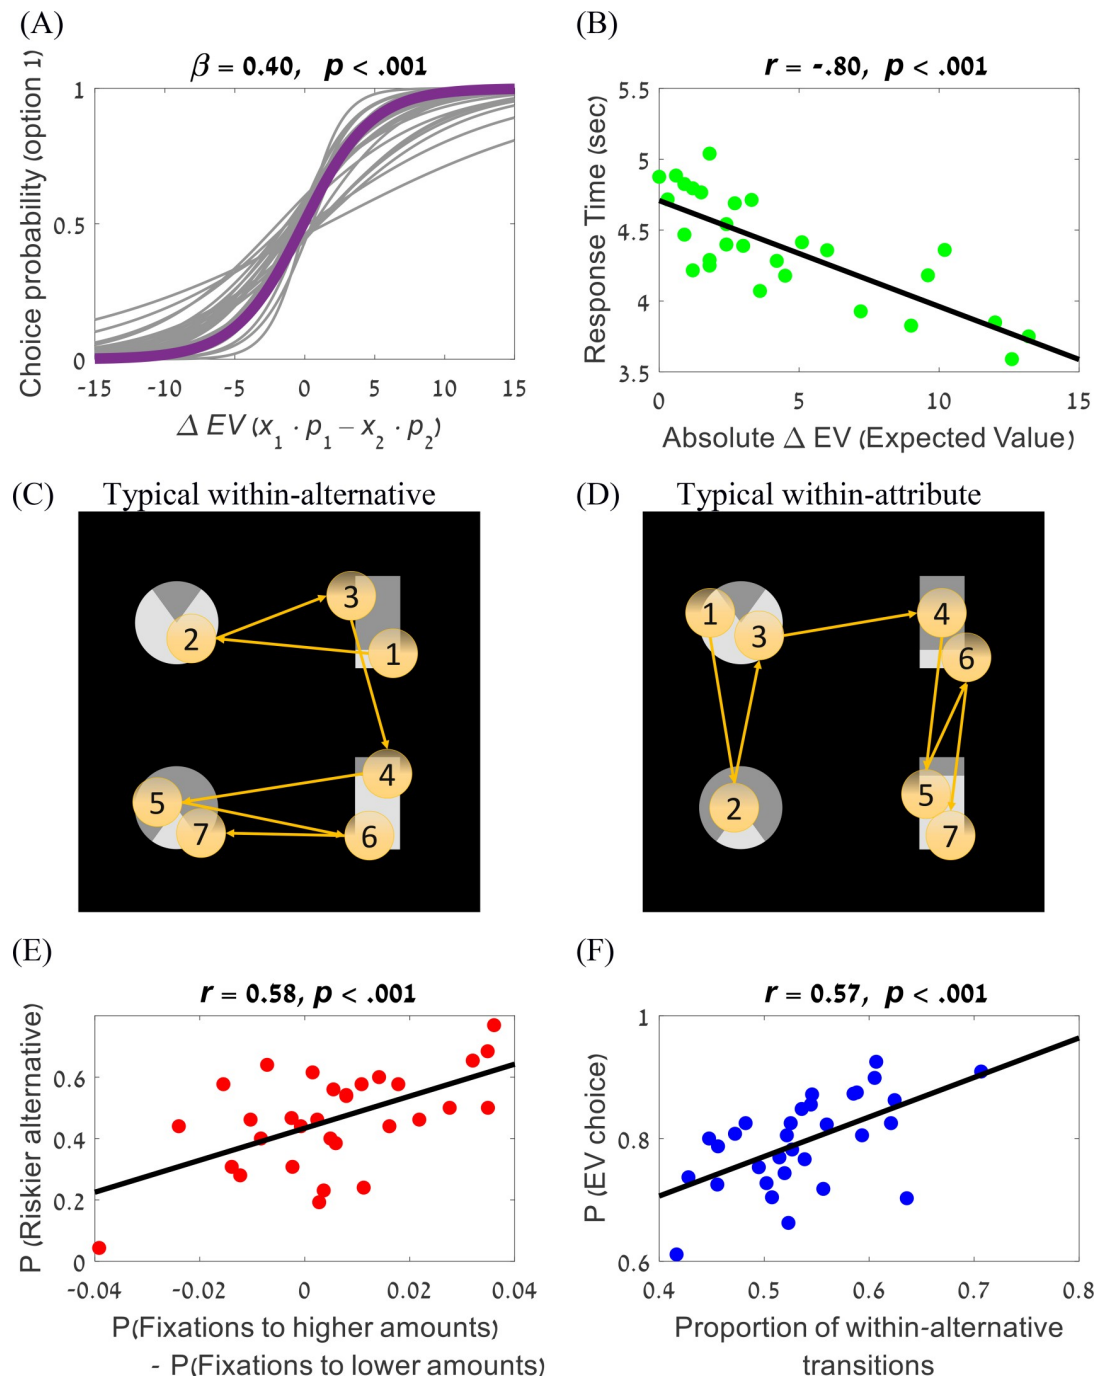 (A)
β = 0.40, p < .001
Choice probability (option 1)
1
0.5
0
-15 -10 -5 0 5 10 15
Δ EV (x1 · p1 – x2 · p2)
(B)
r = -.80, p < .001
Response Time (sec)
5.5
5
4.5
4
3.5
0 5 10 15
Absolute Δ EV (Expected Value)
(C) Typical within-alternative
3
2
1
4
5
7
6
(D) Typical within-attribute
1
3
4
6
2
5
7
(E)
r = 0.58, p < .001
P (Riskier alternative)
0.6
0.4
0.2
0
-0.04 -0.02 0 0.02 0.04
P(Fixations to higher amounts)
- P(Fixations to lower amounts)
(F)
r = 0.57, p < .001
P (EV choice)
1
0.8
0.6
0.4 0.5 0.6 0.7 0.8
Proportion of within-alternative
transitions